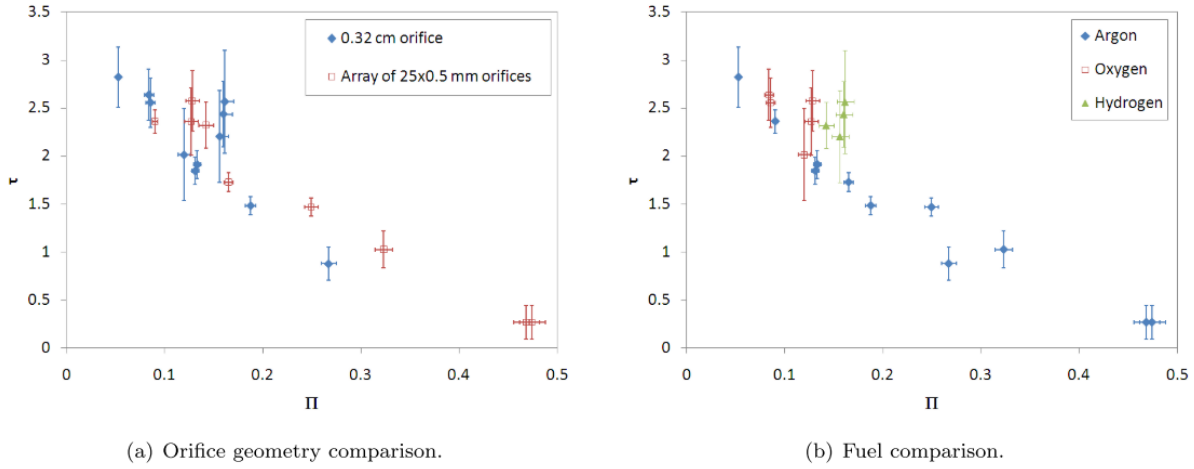 3.5
3
2.5
2
1.5
1
0.5
0
τ
0
0.1
0.2
0.3
0.4
0.5
Π
0.32 cm orifice
Array of 25x0.5 mm orifices
(a) Orifice geometry comparison.
3.5
3
2.5
2
1.5
1
0.5
0
τ
0
0.1
0.2
0.3
0.4
0.5
Π
Argon
Oxygen
Hydrogen
(b) Fuel comparison.